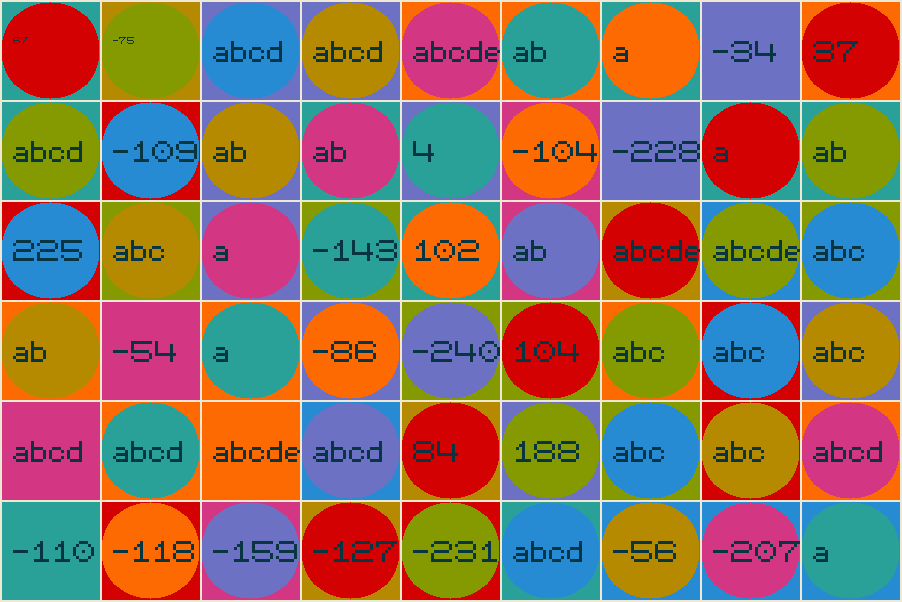 67 -75 abcd abcd abcde ab a -34 37
abcd -109 ab ab 4 -104 -228 a ab
225 abc a -143 102 ab abcde abcde abc
ab -54 a -86 -240 104 abc abc abc
abcd abcd abcde abcd 84 188 abc abc abcd
-110 -118 -159 -127 -231 abcd -56 -207 a